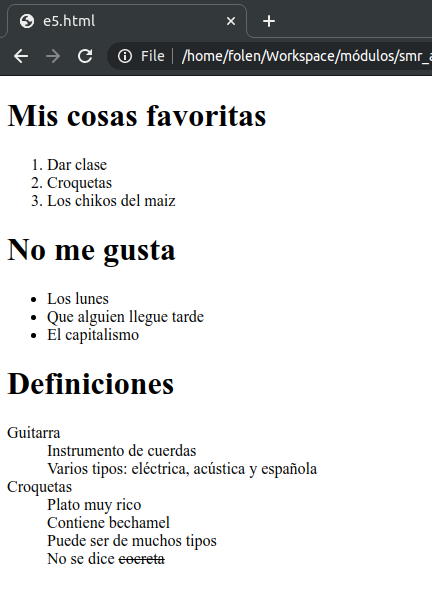 e5.html
File | /home/folen/Workspace/módulos/smr_a
Mis cosas favoritas
1. Dar clase
2. Croquetas
3. Los chikos del maiz
No me gusta
• Los lunes
• Que alguien llegue tarde
• El capitalismo
Definiciones
Guitarra
Instrumento de cuerdas
Varios tipos: eléctrica, acústica y española
Croquetas
Plato muy rico
Contiene bechamel
Puede ser de muchos tipos
No se dice cocreta